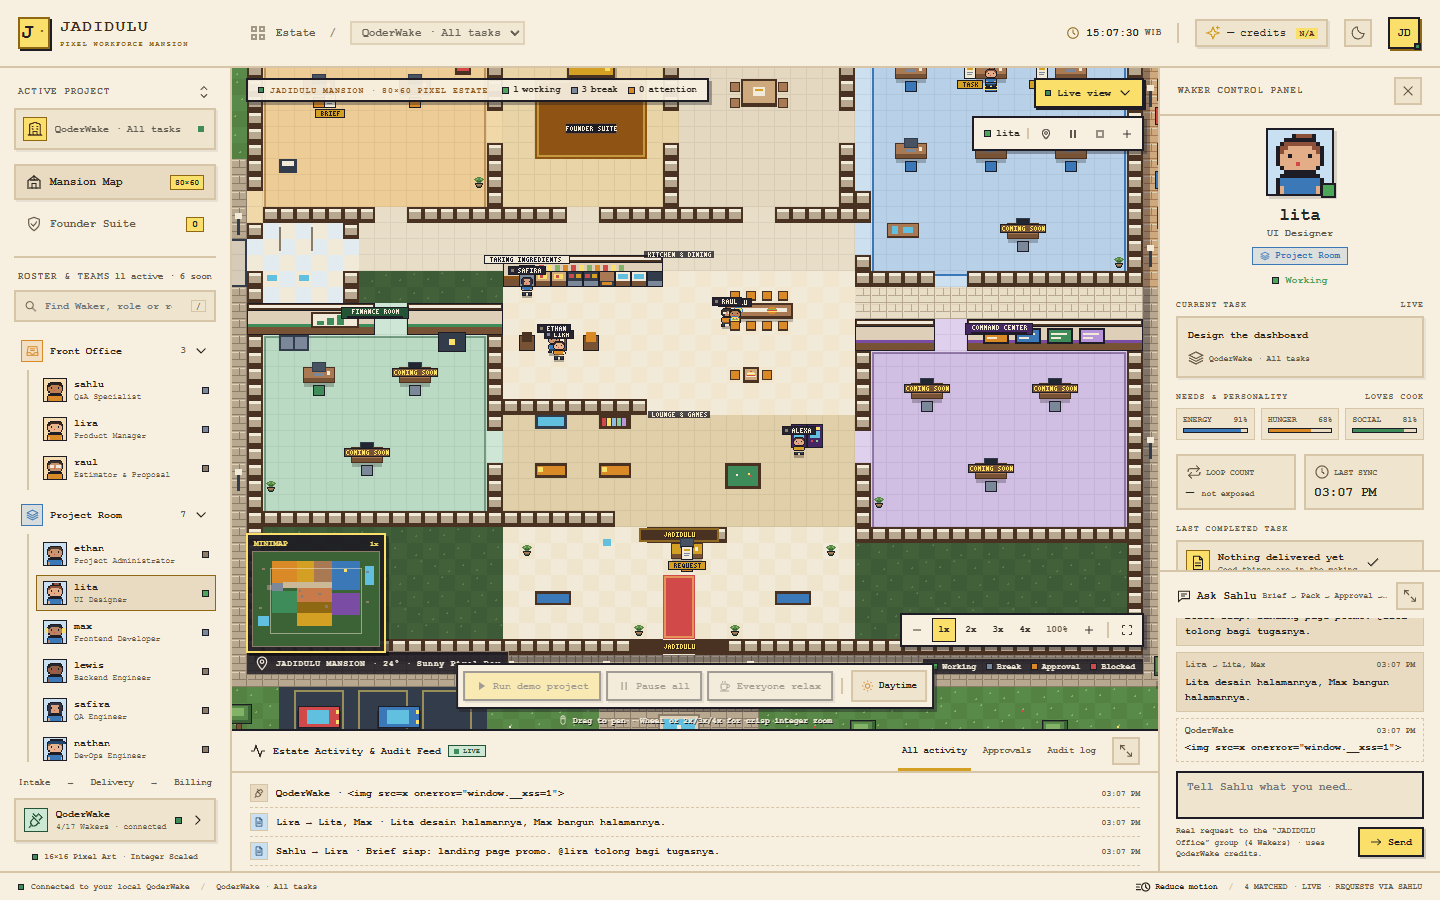 J
JADIDULU
PIXEL WORKFORCE MANSION
Estate / QoderWake · All tasks
15:07:30 WIB
— credits N/A
JD
ACTIVE PROJECT
QoderWake · All tasks
Mansion Map 80×60
Founder Suite 0
ROSTER & TEAMS 11 active · 6 soon
Find Waker, role or r /
Front Office 3
sahlu
Q&A Specialist
lira
Product Manager
raul
Estimator & Proposal
Project Room 7
ethan
Project Administrator
lita
UI Designer
max
Frontend Developer
lewis
Backend Engineer
safira
QA Engineer
nathan
DevOps Engineer
Intake — Delivery — Billing
QoderWake
4/17 Wakers · connected
16×16 Pixel Art · Integer Scaled
JADIDULU MANSION · 80×60 PIXEL ESTATE 1 working 3 break 0 attention
Live view
lita
BRIEF
FOUNDER SUITE
TASK
COMING SOON
KITCHEN & DINING
TAKING INGREDIENTS
SAFIRA
RAUL
FINANCE ROOM
ETHAN
COMMAND CENTER
COMING SOON
COMING SOON
COMING SOON
LOUNGE & GAMES
ALEXA
COMING SOON
COMING SOON
JADIDULU
REQUEST
JADIDULU
MINIMAP 1x
JADIDULU MANSION · 24° · Sunny Pixel Day
1x 2x 3x 4x 100%
Working Break Approval Blocked
Run demo project
Pause all
Everyone relax
Daytime
Drag to pan · Wheel or 2x/3x/4x for crisp integer zoom
Estate Activity & Audit Feed LIVE
All activity Approvals Audit log
QoderWake · <img src=x onerror="window.__xss=1"> 03:07 PM
Lira → Lita, Max · Lita desain halamannya, Max bangun halamannya. 03:07 PM
Sahlu → Lira · Brief siap: landing page promo. @lira tolong bagi tugasnya. 03:07 PM
WAKER CONTROL PANEL
lita
UI Designer
Project Room
Working
CURRENT TASK LIVE
Design the dashboard
QoderWake · All tasks
NEEDS & PERSONALITY LOVES COOK
ENERGY 91%
HUNGER 68%
SOCIAL 81%
LOOP COUNT
— not exposed
LAST SYNC
03:07 PM
LAST COMPLETED TASK
Nothing delivered yet
Ask Sahlu Brief → Pack → Approval →…
tolong bagi tugasnya.
Lira → Lita, Max 03:07 PM
Lita desain halamannya, Max bangun
halamannya.
QoderWake 03:07 PM
<img src=x onerror="window.__xss=1">
Tell Sahlu what you need…
Real request to the "JADIDULU
Office" group (4 Wakers) · uses
QoderWake credits.
Send
Connected to your local QoderWake / QoderWake · All tasks
Reduce motion / 4 MATCHED · LIVE · REQUESTS VIA SAHLU